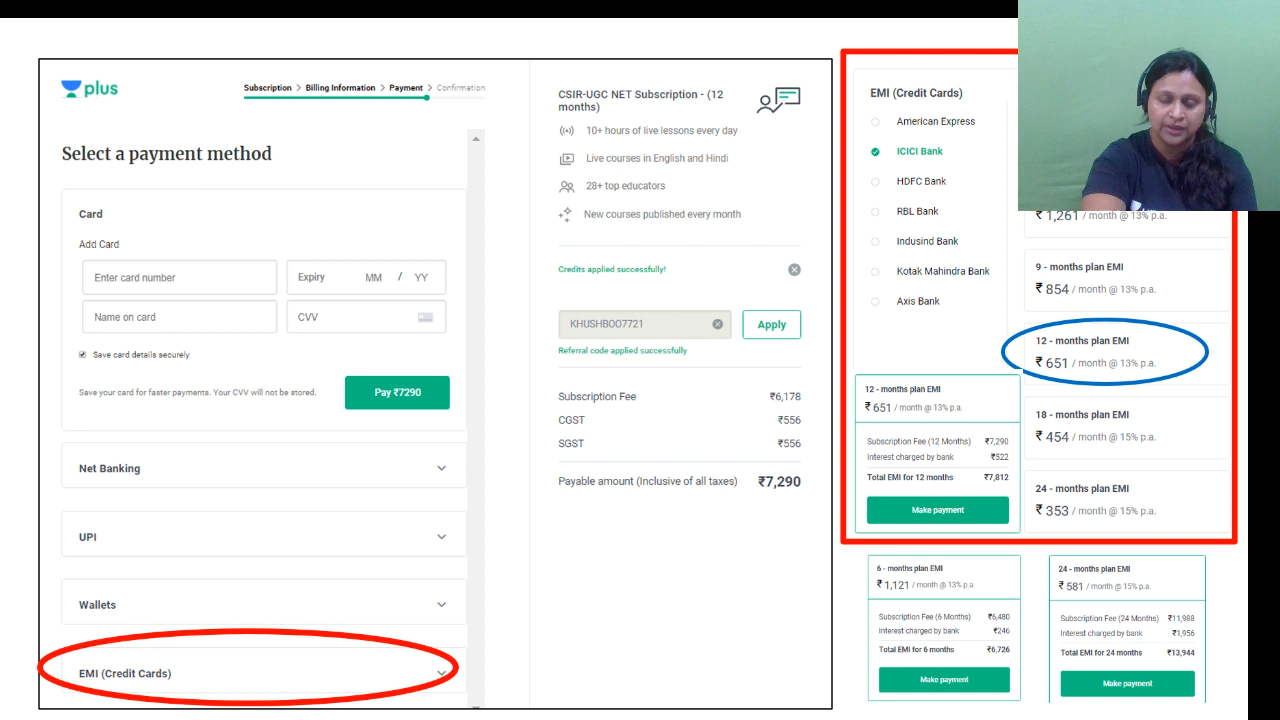 plus
Subscription > Billing Information > Payment > Confirmation
Select a payment method
Card
Add Card
Enter card number
Expiry MM / YY
Name on card
CVV
Save card details securely
Save your card for faster payments. Your CVV will not be stored.
Pay ₹7290
Net Banking
UPI
Wallets
EMI (Credit Cards)
CSIR-UGC NET Subscription - (12
months)
10+ hours of live lessons every day
Live courses in English and Hindi
28+ top educators
New courses published every month
Credits applied successfully!
KHUSHBOO7721
Apply
Referral code applied successfully
Subscription Fee ₹6,178
CGST ₹556
SGST ₹556
Payable amount (Inclusive of all taxes) ₹7,290
EMI (Credit Cards)
American Express
ICICI Bank
HDFC Bank
RBL Bank
Indusind Bank
Kotak Mahindra Bank
Axis Bank
₹ 1,261 / month @ 13% p.a.
9 - months plan EMI
₹ 854 / month @ 13% p.a.
12 - months plan EMI
₹ 651 / month @ 13% p.a.
18 - months plan EMI
₹ 454 / month @ 15% p.a.
24 - months plan EMI
₹ 353 / month @ 15% p.a.
12 - months plan EMI
₹ 651 / month @ 13% p.a.
Subscription Fee (12 Months) ₹7,290
Interest charged by bank ₹522
Total EMI for 12 months ₹7,812
Make payment
6 - months plan EMI
₹ 1,121 / month @ 13% p.a.
Subscription Fee (6 Months) ₹6,480
Interest charged by bank ₹246
Total EMI for 6 months ₹6,726
Make payment
24 - months plan EMI
₹ 581 / month @ 15% p.a.
Subscription Fee (24 Months) ₹11,988
Interest charged by bank ₹1,956
Total EMI for 24 months ₹13,944
Make payment